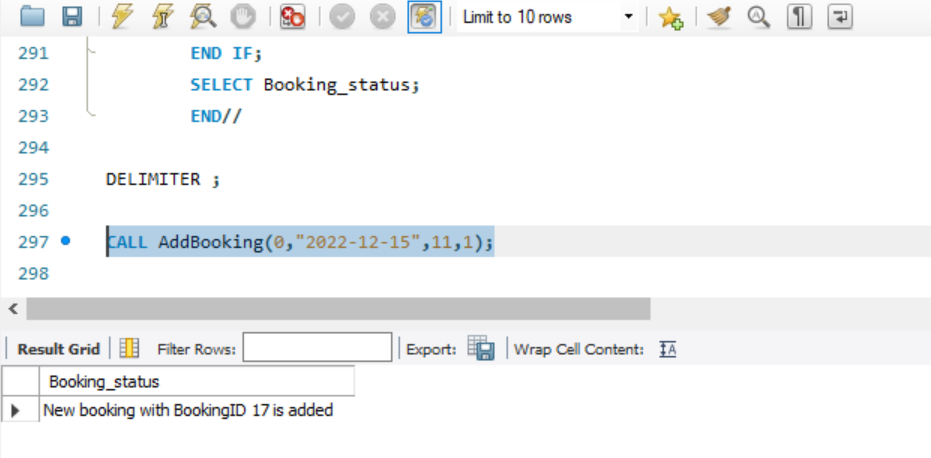 Limit to 10 rows
291 END IF;
292 SELECT Booking_status;
293 END//
294
295 DELIMITER ;
296
297 CALL AddBooking(0,"2022-12-15",11,1);
298
Result Grid Filter Rows: Export: Wrap Cell Content: IA
Booking_status
New booking with BookingID 17 is added